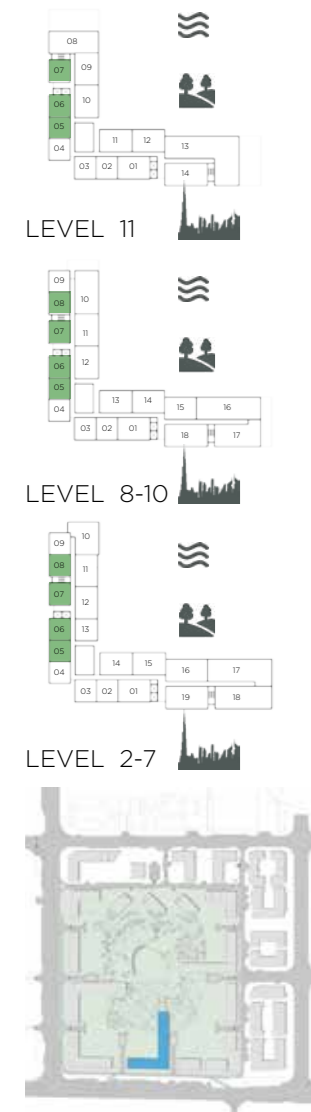 08
07 09
06 10
05
04 11 12 13
03 02 01 14
LEVEL 11
09
08 10
07 11
06 12
05
04 13 14 15 16
03 02 01 18 17
LEVEL 8-10
10
09
08 11
07 12
06 13
05
04 14 15 16 17
03 02 01 19 18
LEVEL 2-7